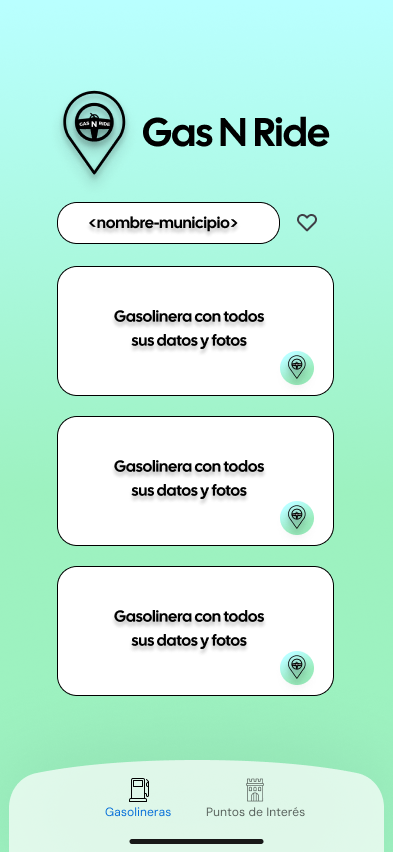 GAS N RIDE
Gas N Ride
<nombre-municipio>
Gasolinera con todos
sus datos y fotos
Gasolinera con todos
sus datos y fotos
Gasolinera con todos
sus datos y fotos
Gasolineras
Puntos de Interés